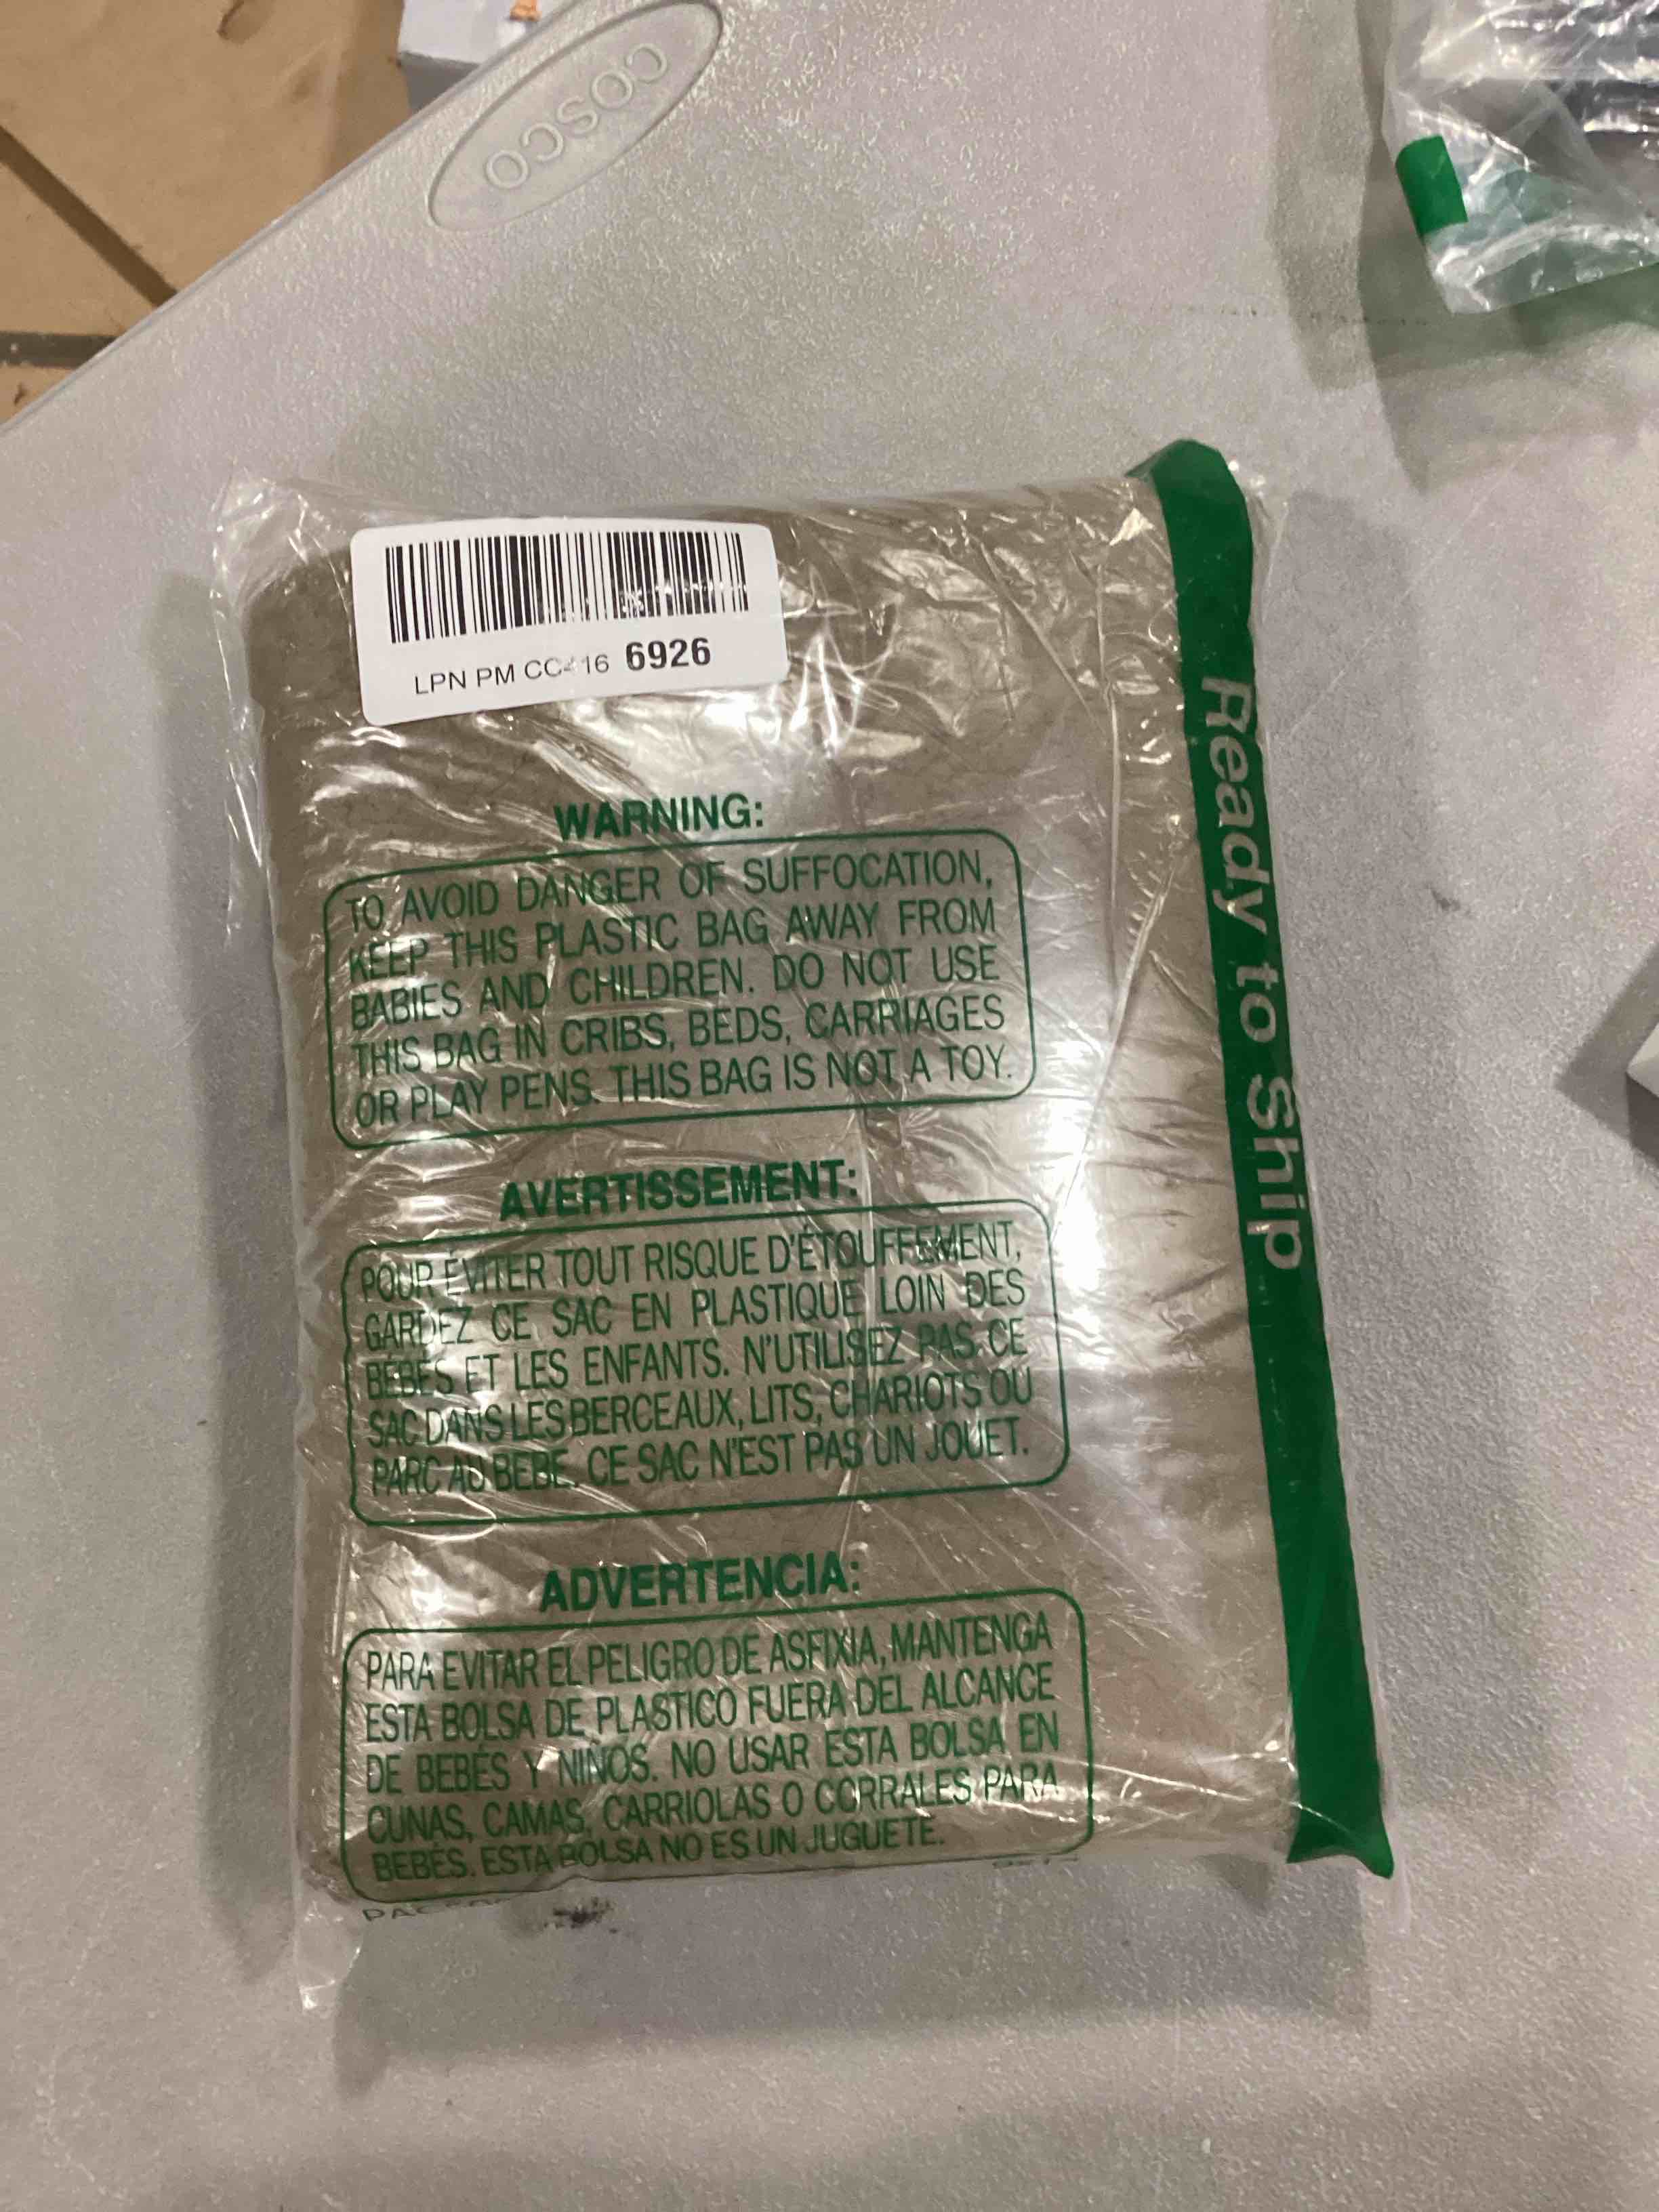 COSCO
LPN PM CC416 6926
WARNING:
TO AVOID DANGER OF SUFFOCATION,
KEEP THIS PLASTIC BAG AWAY FROM
BABIES AND CHILDREN. DO NOT USE
THIS BAG IN CRIBS, BEDS, CARRIAGES
OR PLAY PENS. THIS BAG IS NOT A TOY.
AVERTISSEMENT:
POUR ÉVITER TOUT RISQUE D'ÉTOUFFEMENT,
GARDEZ CE SAC EN PLASTIQUE LOIN DES
BÉBÉS ET LES ENFANTS. N'UTILISEZ PAS CE
SAC DANS LES BERCEAUX, LITS, CHARIOTS OU
PARC AU BEBE. CE SAC N'EST PAS UN JOUET.
ADVERTENCIA:
PARA EVITAR EL PELIGRO DE ASFIXIA, MANTENGA
ESTA BOLSA DE PLASTICO FUERA DEL ALCANCE
DE BEBÉS Y NIÑOS. NO USAR ESTA BOLSA EN
CUNAS, CAMAS, CARRIOLAS O CORRALES PARA
BEBÉS. ESTA BOLSA NO ES UN JUGUETE.
Ready to Ship